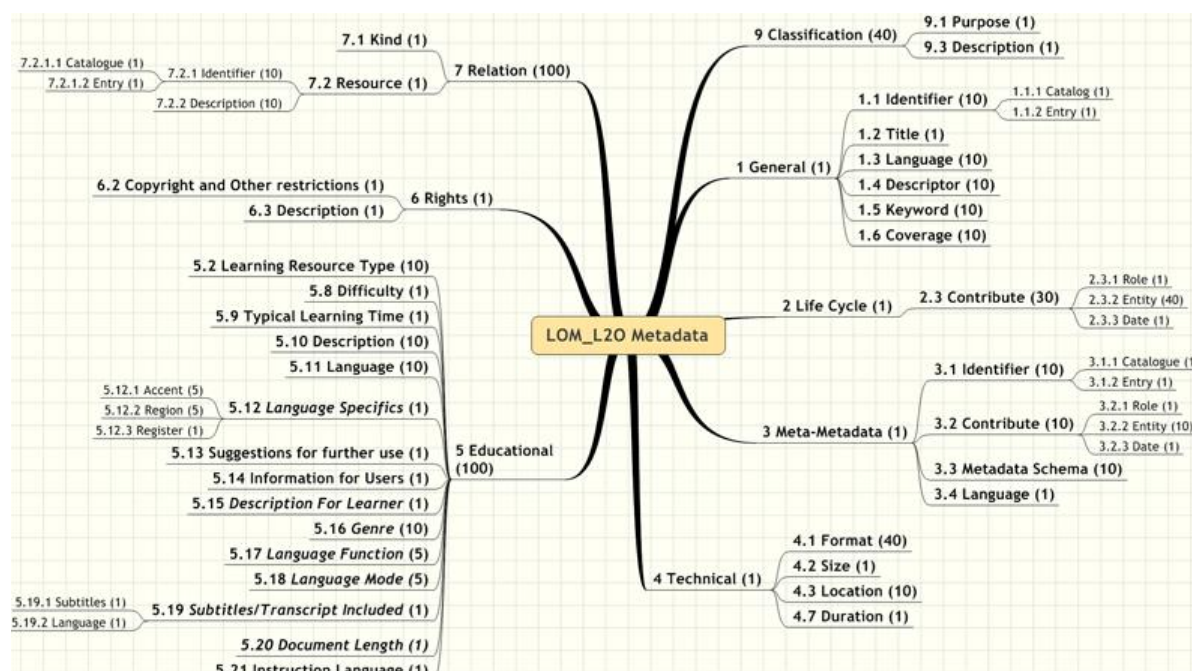 LOM_L2O Metadata
9 Classification (40)
9.1 Purpose (1)
9.3 Description (1)
1 General (1)
1.1 Identifier (10)
1.1.1 Catalog (1)
1.1.2 Entry (1)
1.2 Title (1)
1.3 Language (10)
1.4 Descriptor (10)
1.5 Keyword (10)
1.6 Coverage (10)
2 Life Cycle (1)
2.3 Contribute (30)
2.3.1 Role (1)
2.3.2 Entity (40)
2.3.3 Date (1)
3 Meta-Metadata (1)
3.1 Identifier (10)
3.1.1 Catalogue (1
3.1.2 Entry (1)
3.2 Contribute (10)
3.2.1 Role (1)
3.2.2 Entity (10)
3.2.3 Date (1)
3.3 Metadata Schema (10)
3.4 Language (1)
4 Technical (1)
4.1 Format (40)
4.2 Size (1)
4.3 Location (10)
4.7 Duration (1)
7 Relation (100)
7.1 Kind (1)
7.2 Resource (1)
7.2.1 Identifier (10)
7.2.1.1 Catalogue (1)
7.2.1.2 Entry (1)
7.2.2 Description (10)
6 Rights (1)
6.2 Copyright and Other restrictions (1)
6.3 Description (1)
5 Educational
(100)
5.2 Learning Resource Type (10)
5.8 Difficulty (1)
5.9 Typical Learning Time (1)
5.10 Description (10)
5.11 Language (10)
5.12 Language Specifics (1)
5.12.1 Accent (5)
5.12.2 Region (5)
5.12.3 Register (1)
5.13 Suggestions for further use (1)
5.14 Information for Users (1)
5.15 Description For Learner (1)
5.16 Genre (10)
5.17 Language Function (5)
5.18 Language Mode (5)
5.19 Subtitles/Transcript Included (1)
5.19.1 Subtitles (1)
5.19.2 Language (1)
5.20 Document Length (1)
5.21 Instruction Language (1)